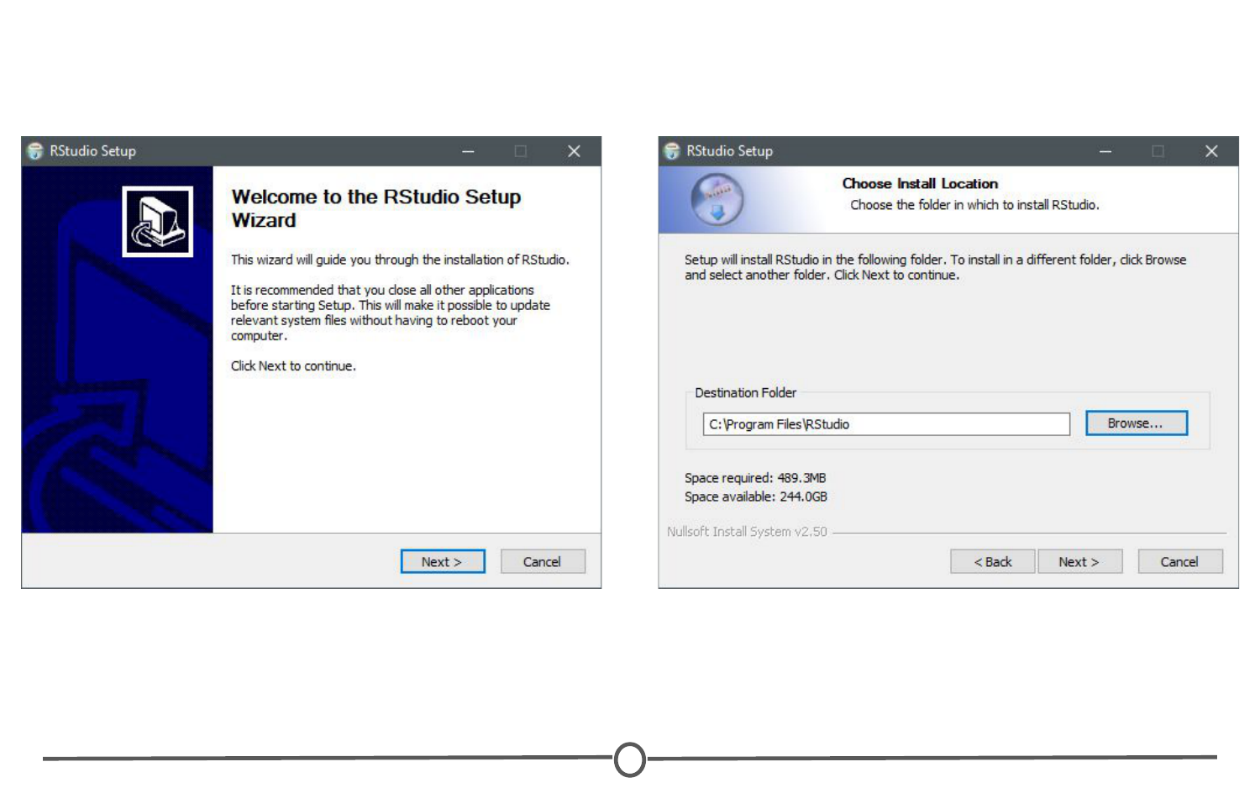 RStudio Setup
Welcome to the RStudio Setup
Wizard
This wizard will guide you through the installation of RStudio.
It is recommended that you close all other applications
before starting Setup. This will make it possible to update
relevant system files without having to reboot your
computer.
Click Next to continue.
Next >
Cancel
RStudio Setup
Choose Install Location
Choose the folder in which to install RStudio.
Setup will install RStudio in the following folder. To install in a different folder, click Browse
and select another folder. Click Next to continue.
Destination Folder
C:\Program Files\RStudio
Browse...
Space required: 489.3MB
Space available: 244.0GB
Nullsoft Install System v2.50
< Back
Next >
Cancel